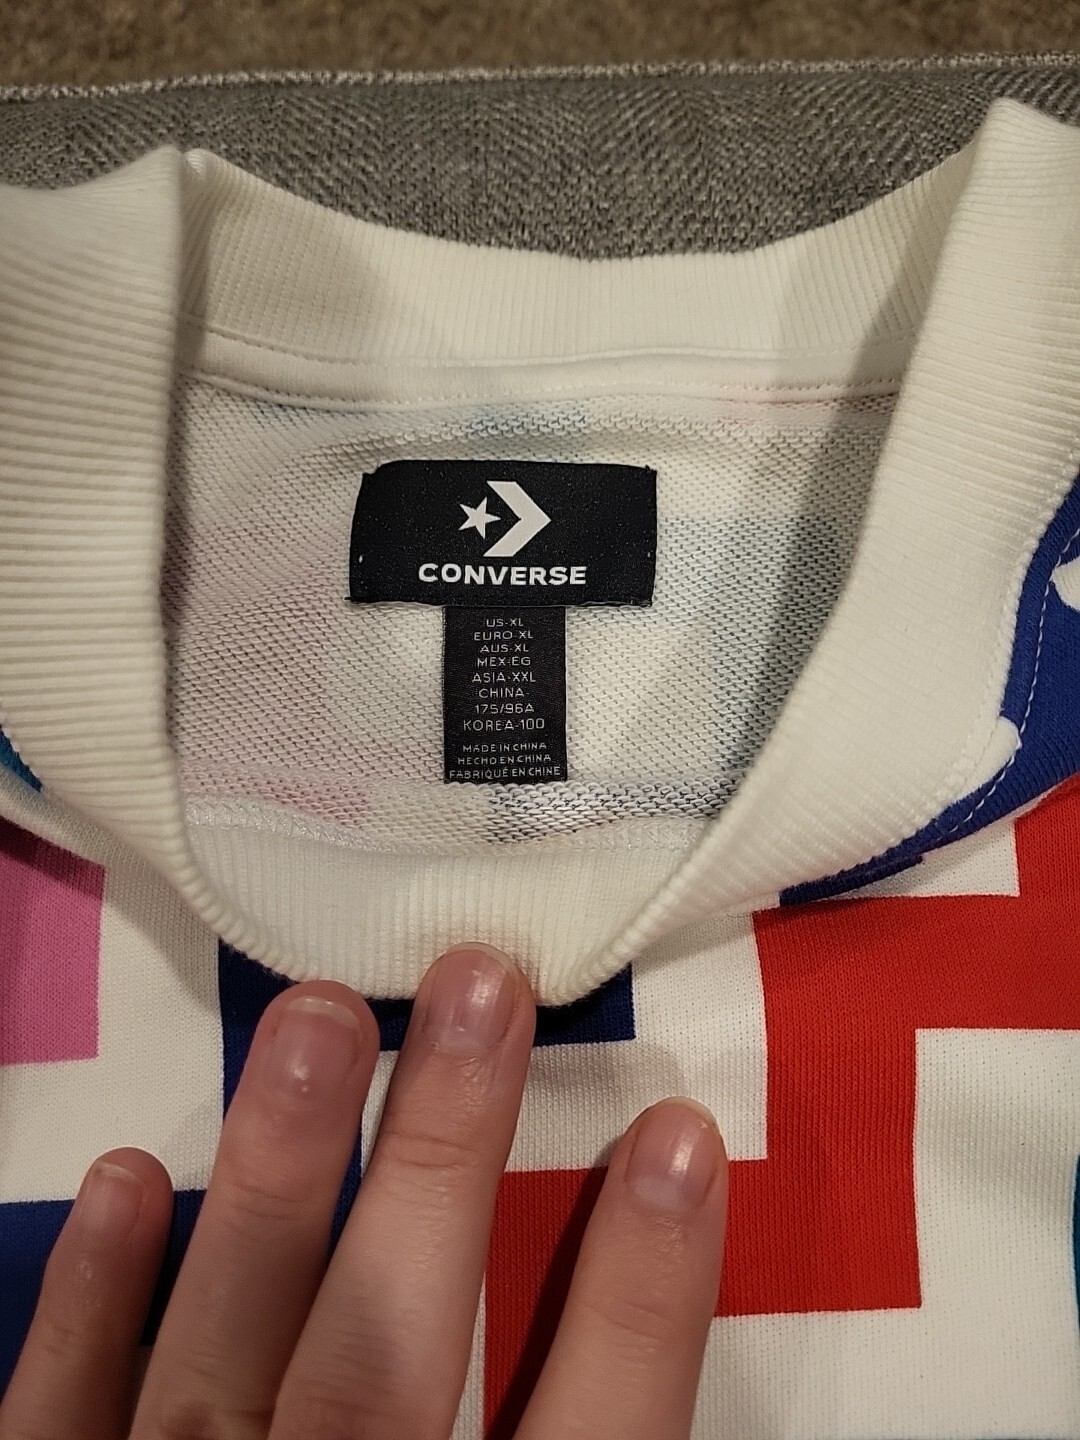 CONVERSE
US-XL
EURO-XL
AUS-XL
MEX-EG
ASIA-XXL
CHINA
175/96A
KOREA-100
MADE IN CHINA
HECHO EN CHINA
FABRIQUÉ EN CHINE